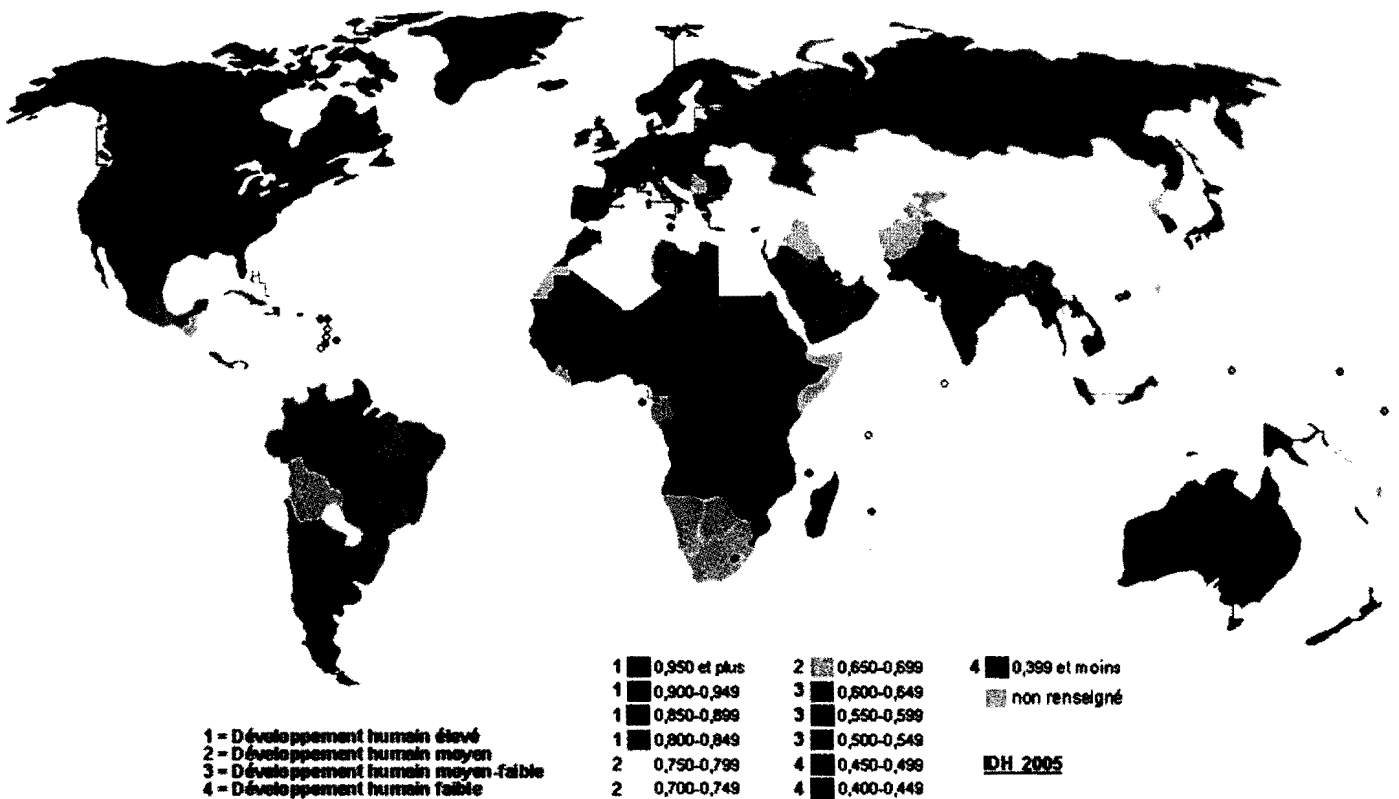 1 0,950 et plus
1 0,900-0,949
1 0,850-0,899
1 0,800-0,849
2 0,750-0,799
2 0,700-0,749
2 0,650-0,699
3 0,600-0,649
3 0,550-0,599
3 0,500-0,549
4 0,450-0,499
4 0,400-0,449
4 0,399 et moins
non renseigné
1 = Développement humain élevé
2 = Développement humain moyen
3 = Développement humain moyen-faible
4 = Développement humain faible
IDH 2005